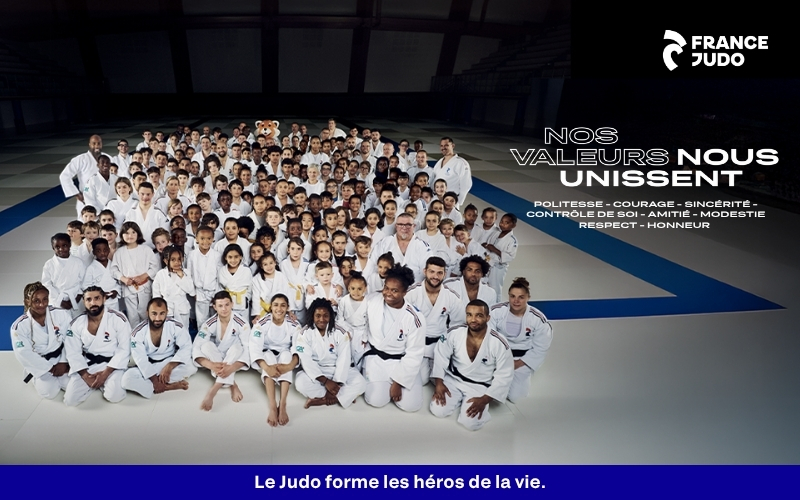 FRANCE
JUDO
NOS
VALEURS NOUS
UNISSENT
POLITESSE - COURAGE - SINCÉRITÉ -
CONTRÔLE DE SOI - AMITIÉ - MODESTIE
RESPECT - HONNEUR
Le Judo forme les héros de la vie.